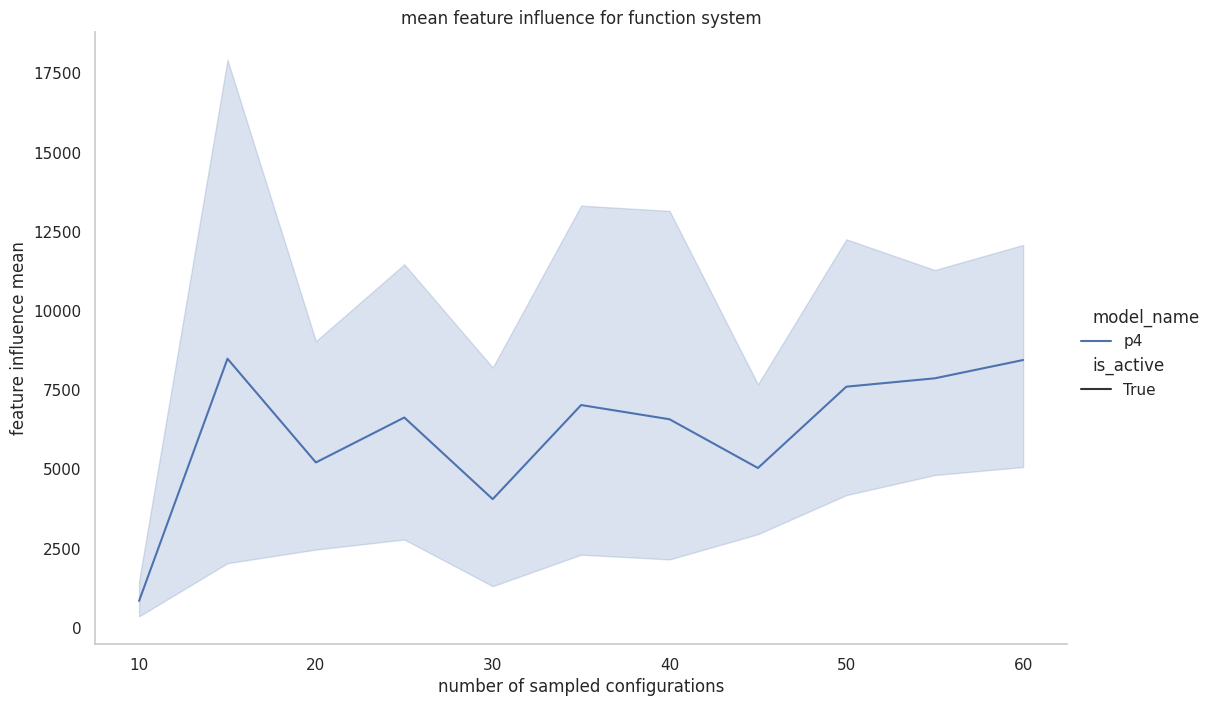 mean feature influence for function system
17500
15000
12500
10000
7500
5000
2500
0
feature influence mean
10 20 30 40 50 60
number of sampled configurations
model_name
p4
is_active
True